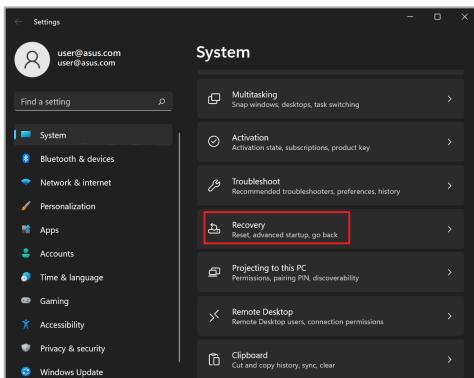 Settings
user@asus.com
user@asus.com
Find a setting
System
Bluetooth & devices
Network & internet
Personalization
Apps
Accounts
Time & language
Gaming
Accessibility
Privacy & security
Windows Update
System
Multitasking
Snap windows, desktops, task switching
Activation
Activation state, subscriptions, product key
Troubleshoot
Recommended troubleshooters, preferences, history
Recovery
Reset, advanced startup, go back
Projecting to this PC
Permissions, pairing PIN, discoverability
Remote Desktop
Remote Desktop users, connection permissions
Clipboard
Cut and copy history, sync, clear